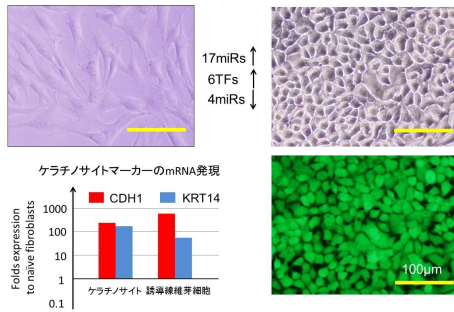 17miRs ↑
6TFs ↑
4miRs ↓
ケラチノサイトマーカーのmRNA発現
CDH1 KRT14
Folds expression
to naive fibroblasts
1000
100
10
1
0.1
ケラチノサイト 誘導線維芽細胞
100μm